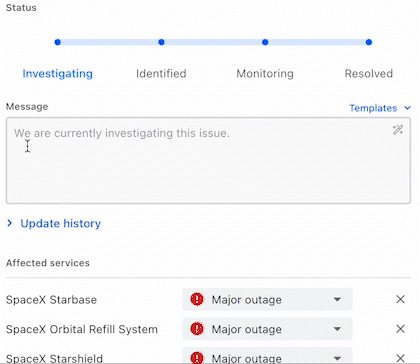 Status
Investigating Identified Monitoring Resolved
Message Templates
We are currently investigating this issue.
Update history
Affected services
SpaceX Starbase Major outage
SpaceX Orbital Refill System Major outage
SpaceX Starshield Major outage